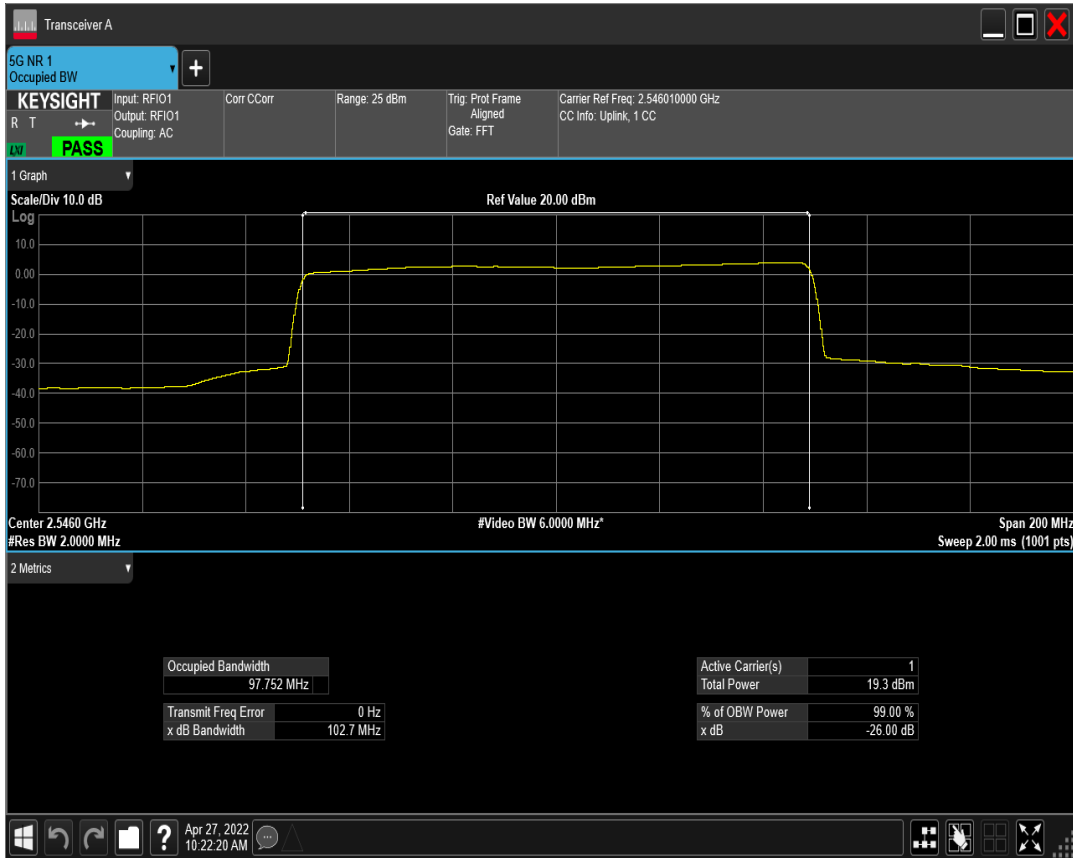 Transceiver A
5G NR 1
Occupied BW
KEYSIGHT
R T
LXI
PASS
Input: RFIO1
Output: RFIO1
Coupling: AC
Corr CCorr
Range: 25 dBm
Trig: Prot Frame
Aligned
Gate: FFT
Carrier Ref Freq: 2.546010000 GHz
CC Info: Uplink, 1 CC
1 Graph
Scale/Div 10.0 dB
Ref Value 20.00 dBm
Log
10.0
0.00
-10.0
-20.0
-30.0
-40.0
-50.0
-60.0
-70.0
Center 2.5460 GHz
#Video BW 6.0000 MHz*
Span 200 MHz
#Res BW 2.0000 MHz
Sweep 2.00 ms (1001 pts)
2 Metrics
Occupied Bandwidth
97.752 MHz
Transmit Freq Error 0 Hz
x dB Bandwidth 102.7 MHz
Active Carrier(s) 1
Total Power 19.3 dBm
% of OBW Power 99.00 %
x dB -26.00 dB
Apr 27, 2022
10:22:20 AM